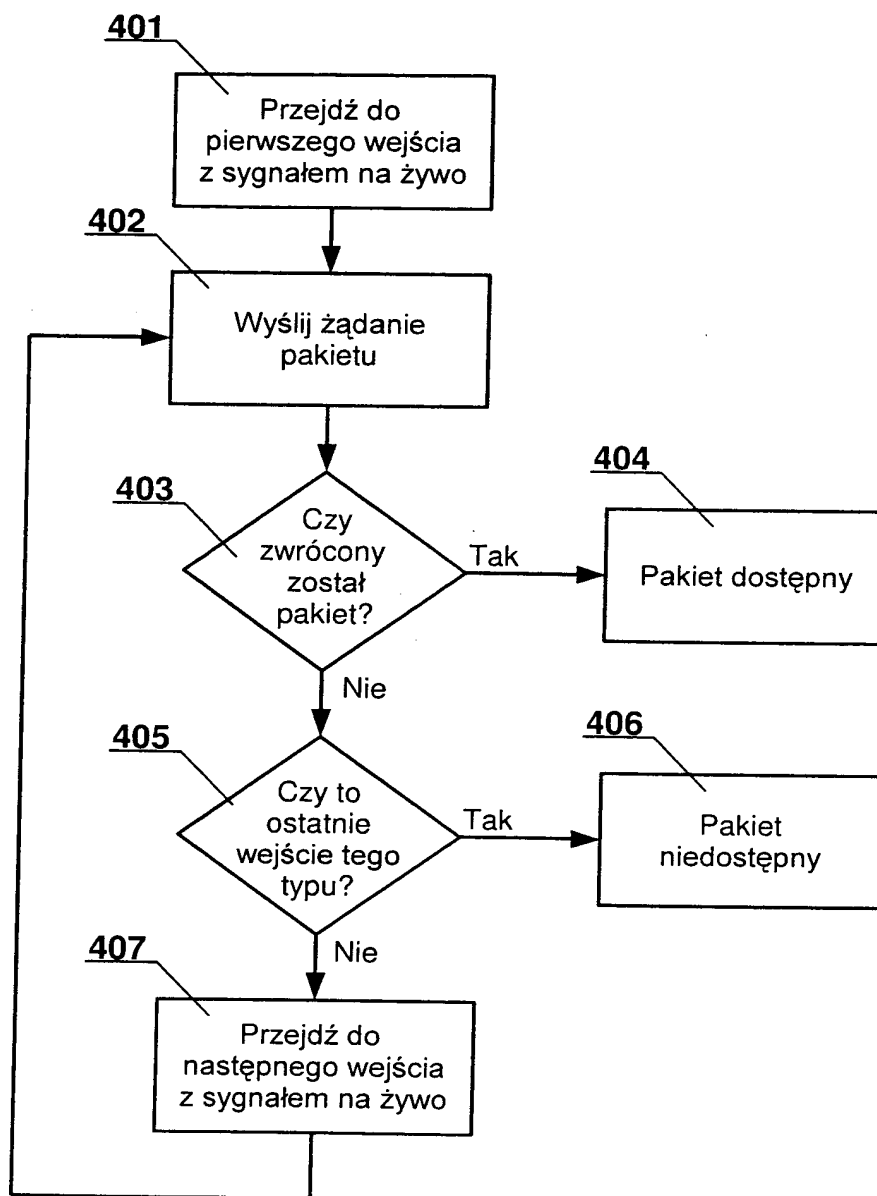 401
Przejdź do
pierwszego wejścia
z sygnałem na żywo
402
Wyślij żądanie
pakietu
403
Czy
zwrócony
został
pakiet?
Tak
404
Pakiet dostępny
Nie
405
Czy to
ostatnie
wejście tego
typu?
Tak
406
Pakiet
niedostępny
Nie
407
Przejdź do
następnego wejścia
z sygnałem na żywo